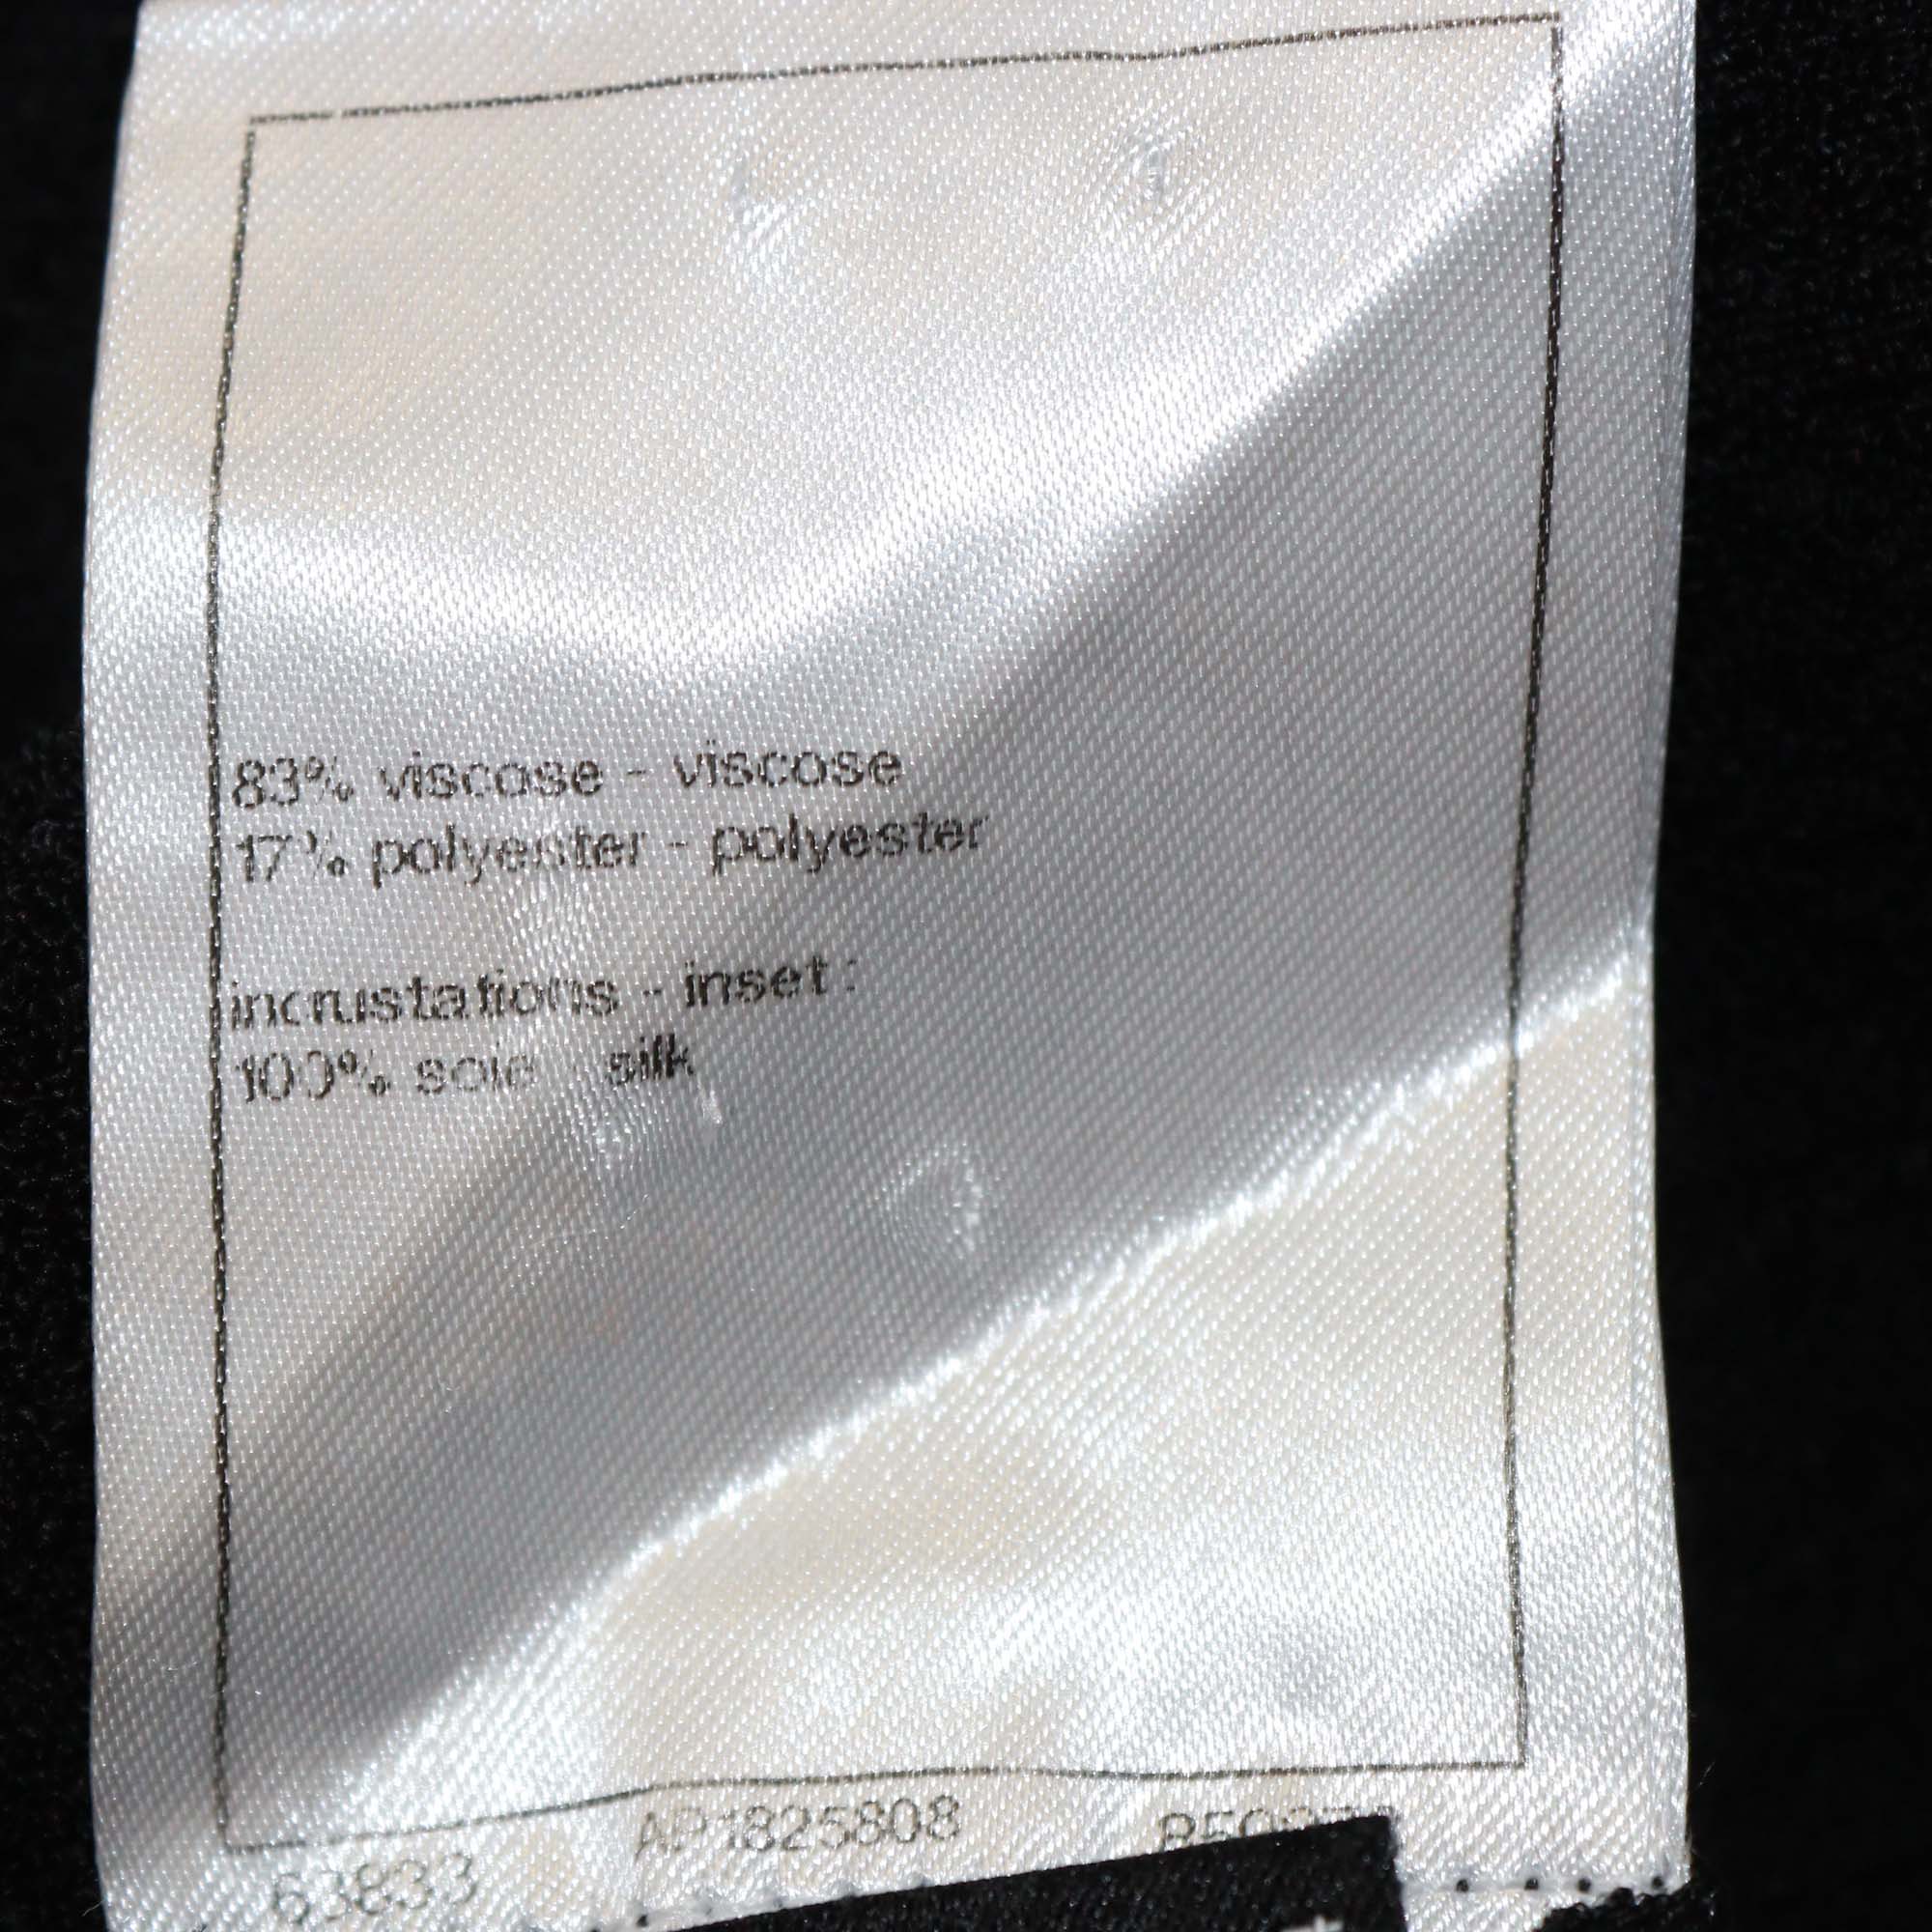 83% viscose - viscose
17% polyester - polyester
incrustations - inset :
100% soie silk
AP1825808
63833